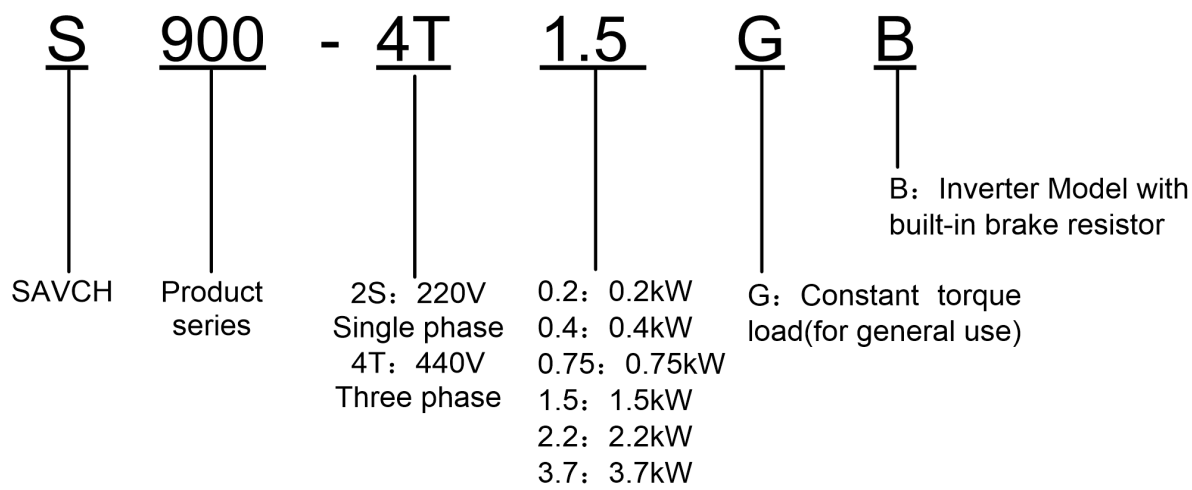 S 900 - 4T 1.5 G B
B：Inverter Model with
built-in brake resistor
SAVCH
Product
series
2S：220V
Single phase
4T：440V
Three phase
0.2：0.2kW
0.4：0.4kW
0.75：0.75kW
1.5：1.5kW
2.2：2.2kW
3.7：3.7kW
G：Constant torque
load(for general use)